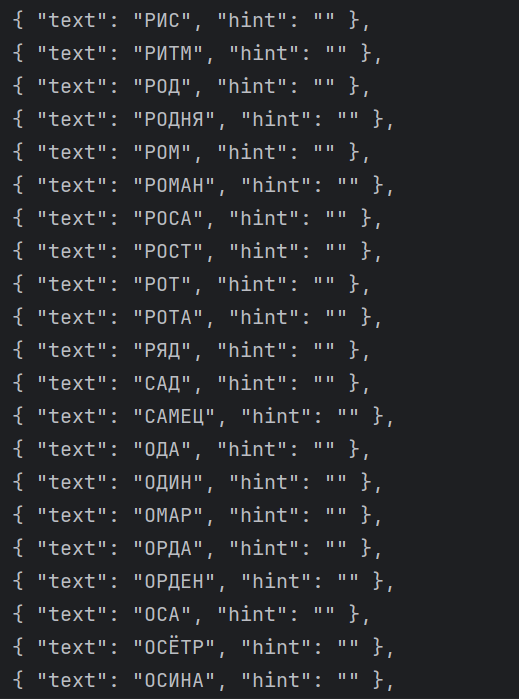 { "text": "РИС", "hint": "" },
{ "text": "РИТМ", "hint": "" },
{ "text": "РОД", "hint": "" },
{ "text": "РОДНЯ", "hint": "" },
{ "text": "РОМ", "hint": "" },
{ "text": "РОМАН", "hint": "" },
{ "text": "РОСА", "hint": "" },
{ "text": "РОСТ", "hint": "" },
{ "text": "РОТ", "hint": "" },
{ "text": "РОТА", "hint": "" },
{ "text": "РЯД", "hint": "" },
{ "text": "САД", "hint": "" },
{ "text": "САМЕЦ", "hint": "" },
{ "text": "ОДА", "hint": "" },
{ "text": "ОДИН", "hint": "" },
{ "text": "ОМАР", "hint": "" },
{ "text": "ОРДА", "hint": "" },
{ "text": "ОРДЕН", "hint": "" },
{ "text": "ОСА", "hint": "" },
{ "text": "ОСЁТР", "hint": "" },
{ "text": "ОСИНА", "hint": "" },